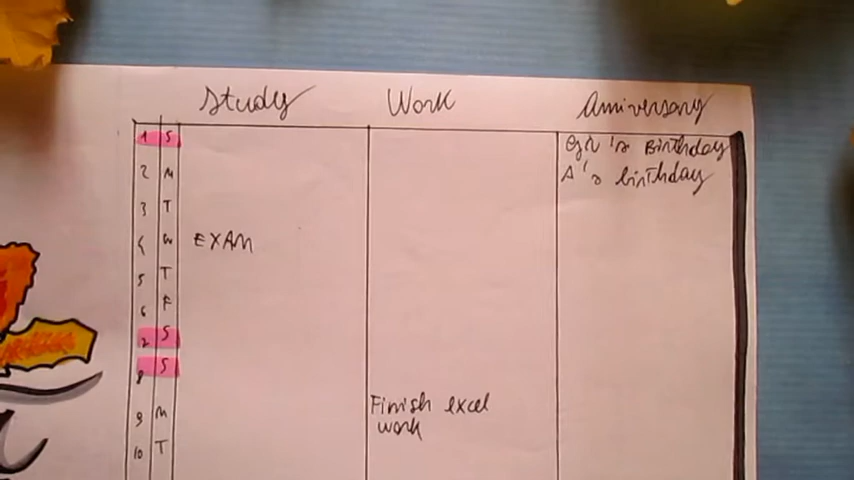 Study Work Anniversary
1 S 's Birthday
2 M A's birthday
3 T
4 W EXAM
5 T
6 F
7 S
8 S
9 M Finish excel
work
10 T